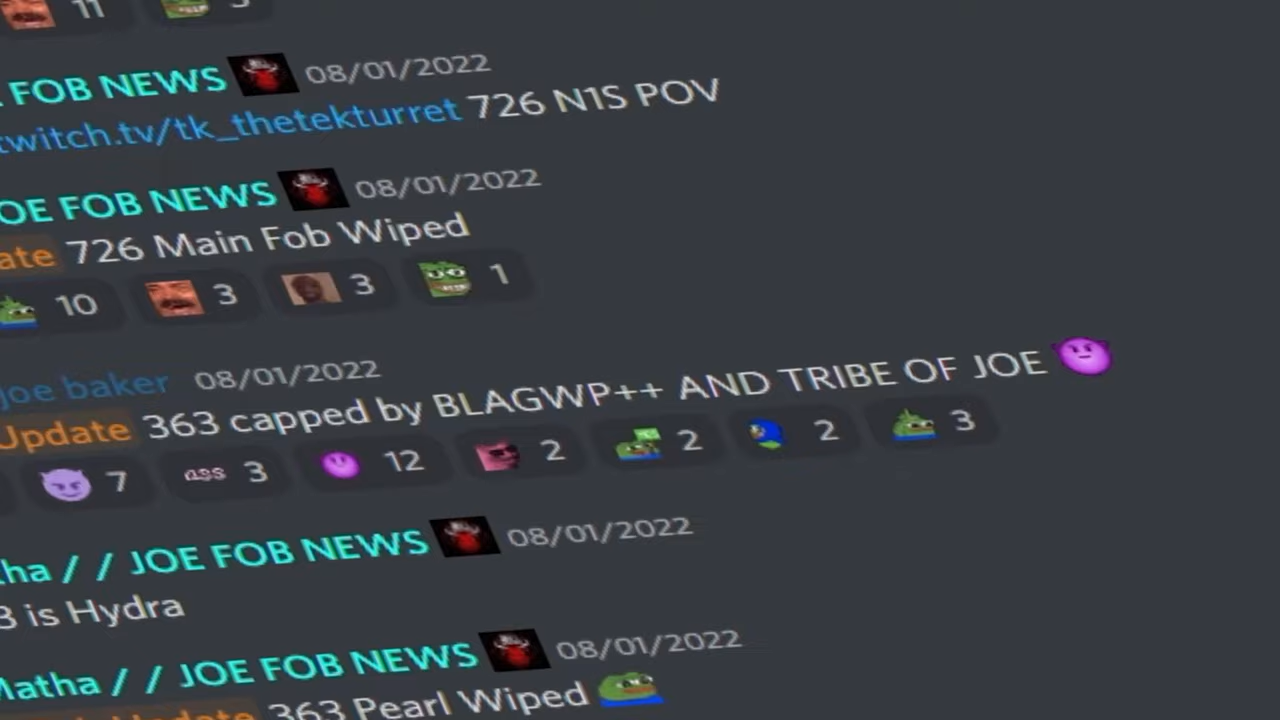 11 3
FOB NEWS 08/01/2022
twitch.tv/tk_thetekturret 726 N1S POV
OE FOB NEWS 08/01/2022
ate 726 Main Fob Wiped
10 3 3 1
joe baker 08/01/2022
Update 363 capped by BLAGWP++ AND TRIBE OF JOE
7 ass 3 12 2 2 2 3
tha / / JOE FOB NEWS 08/01/2022
3 is Hydra
Matha / / JOE FOB NEWS 08/01/2022
Update 363 Pearl Wiped